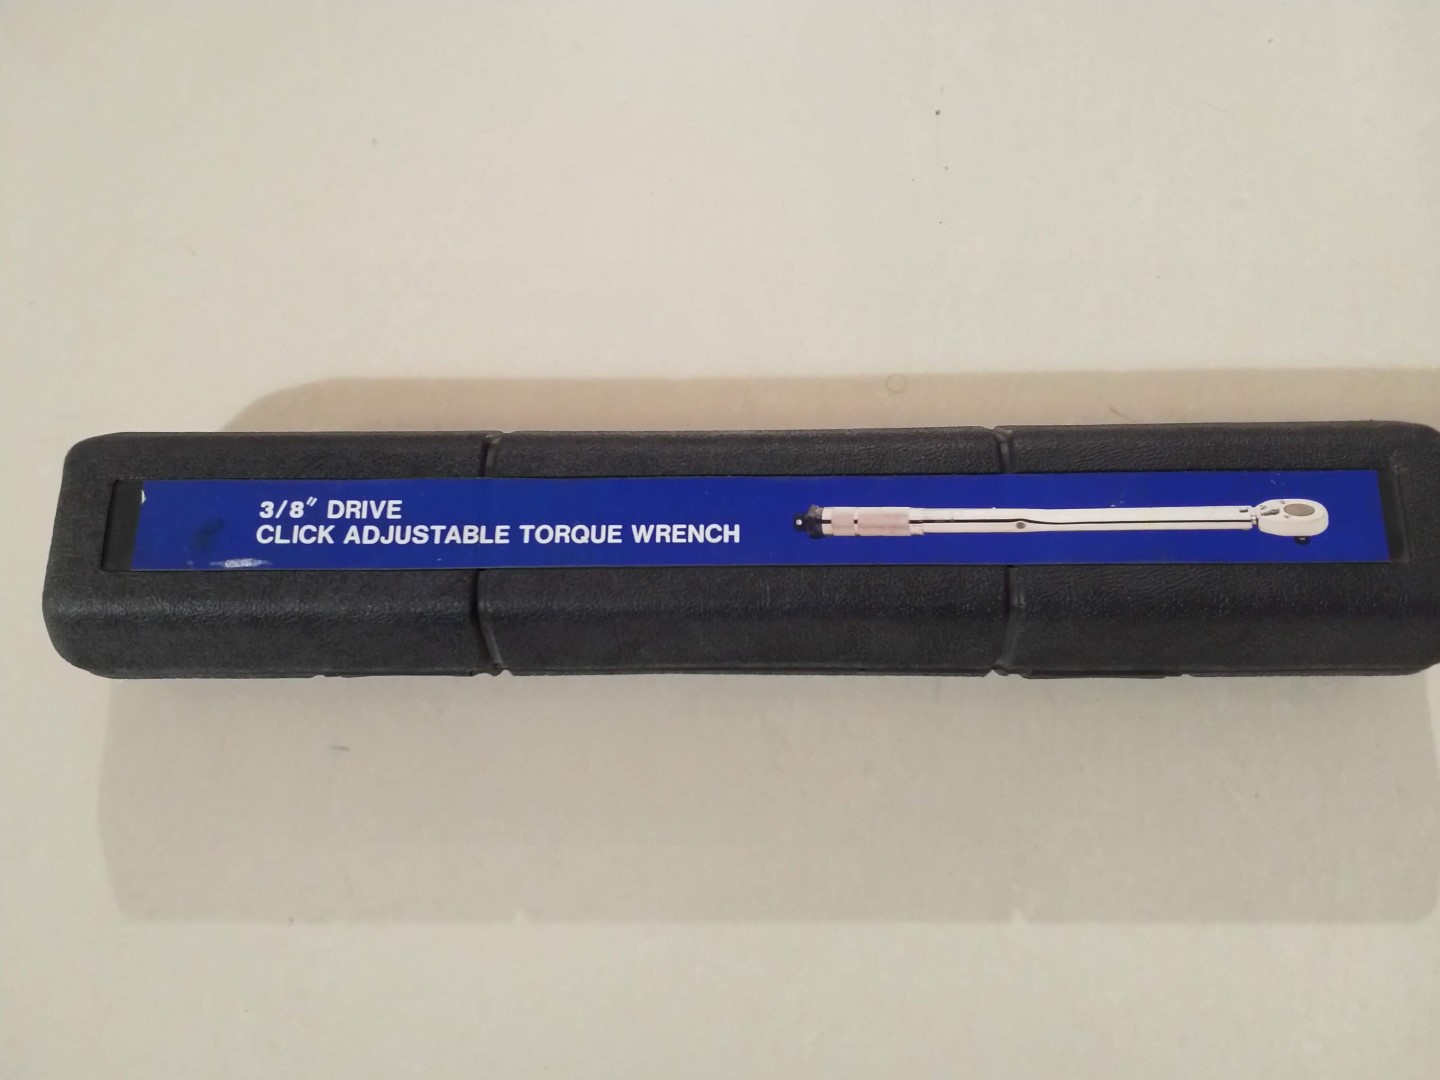 3/8″ DRIVE
CLICK ADJUSTABLE TORQUE WRENCH